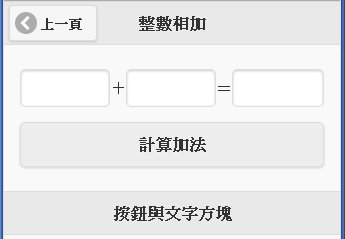 上一頁 整數相加
+ =
計算加法
按鈕與文字方塊